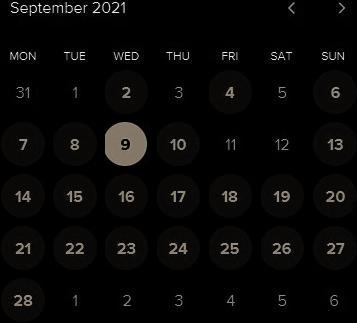 September 2021
MON TUE WED THU FRI SAT SUN
31 1 2 3 4 5 6
7 8 9 10 11 12 13
14 15 16 17 18 19 20
21 22 23 24 25 26 27
28 1 2 3 4 5 6